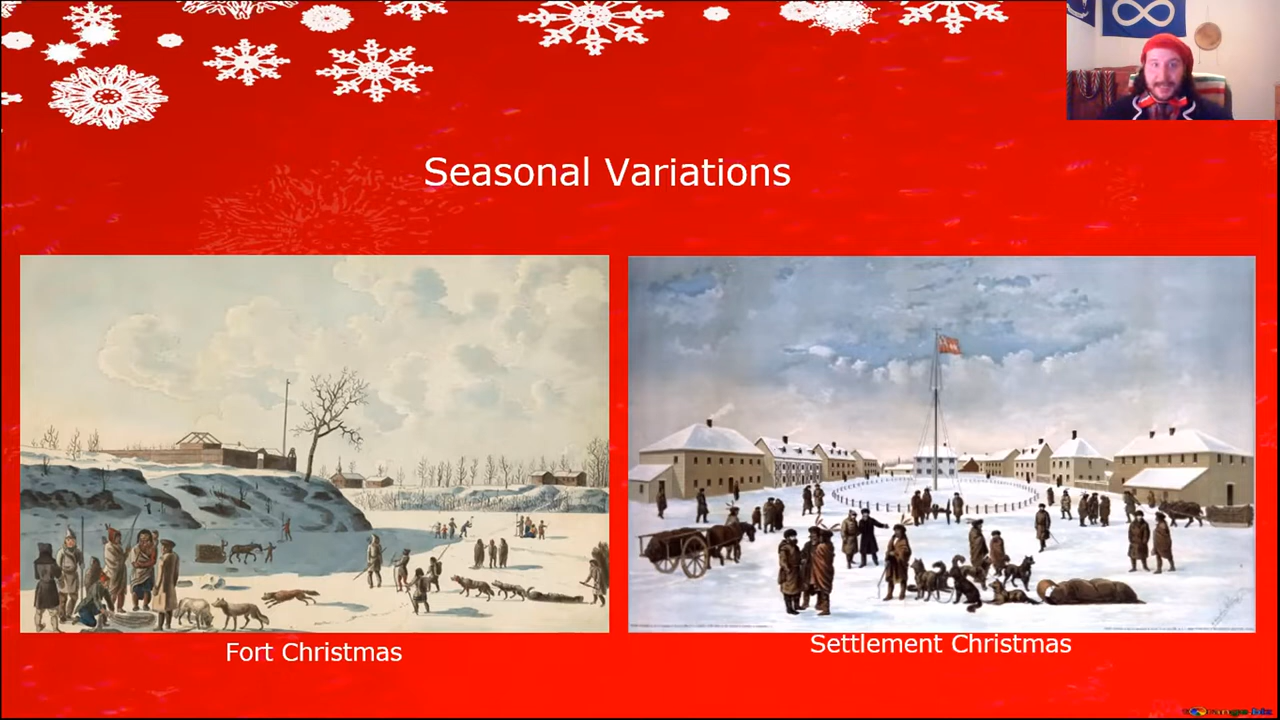 Seasonal Variations
Fort Christmas
Settlement Christmas